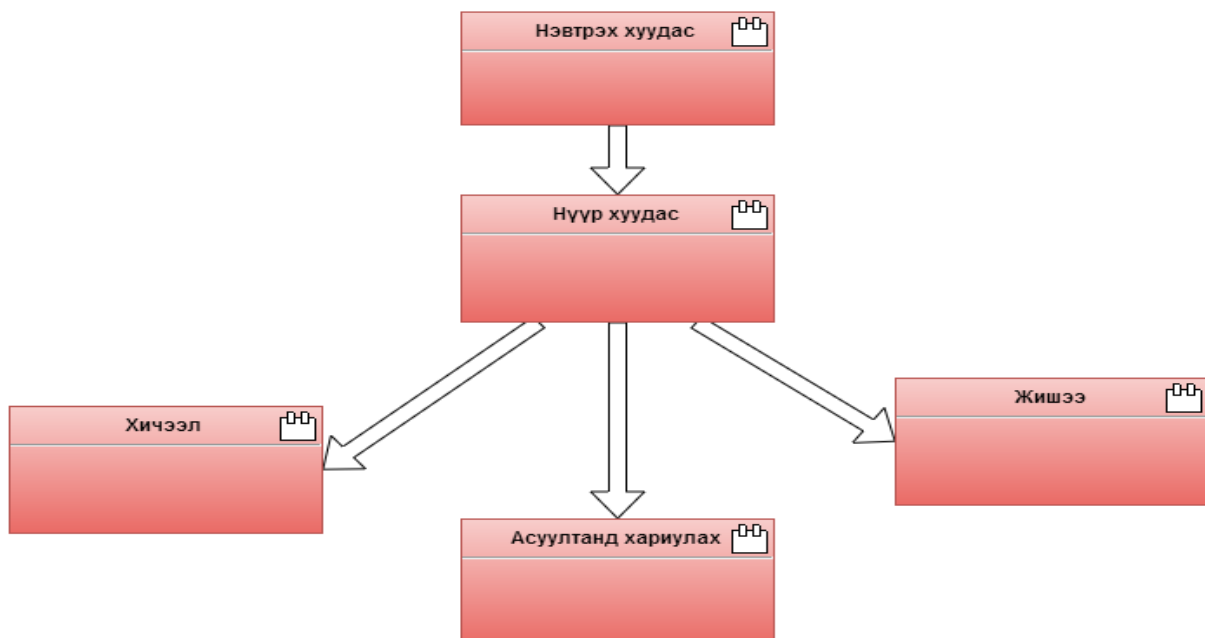 Нэвтрэх хуудас
Нүүр хуудас
Хичээл
Жишээ
Асуултанд хариулах